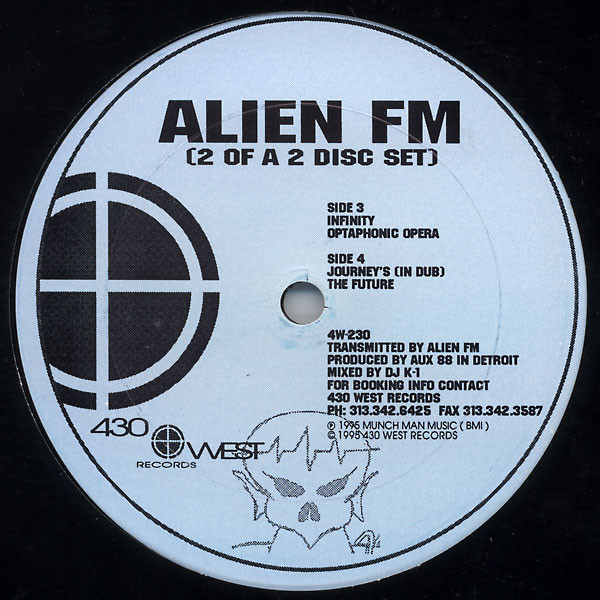 ALIEN FM
(2 OF A 2 DISC SET)
SIDE 3
INFINITY
OPTAPHONIC OPERA
SIDE 4
JOURNEY'S (IN DUB)
THE FUTURE
4W-230
TRANSMITTED BY ALIEN FM
PRODUCED BY AUX 88 IN DETROIT
MIXED BY DJ K-1
FOR BOOKING INFO CONTACT
430 WEST RECORDS
PH: 313.342.6425 FAX 313.342.3587
℗ 1995 MUNCH MAN MUSIC ( BMI )
© 1995 430 WEST RECORDS
430 WEST
RECORDS